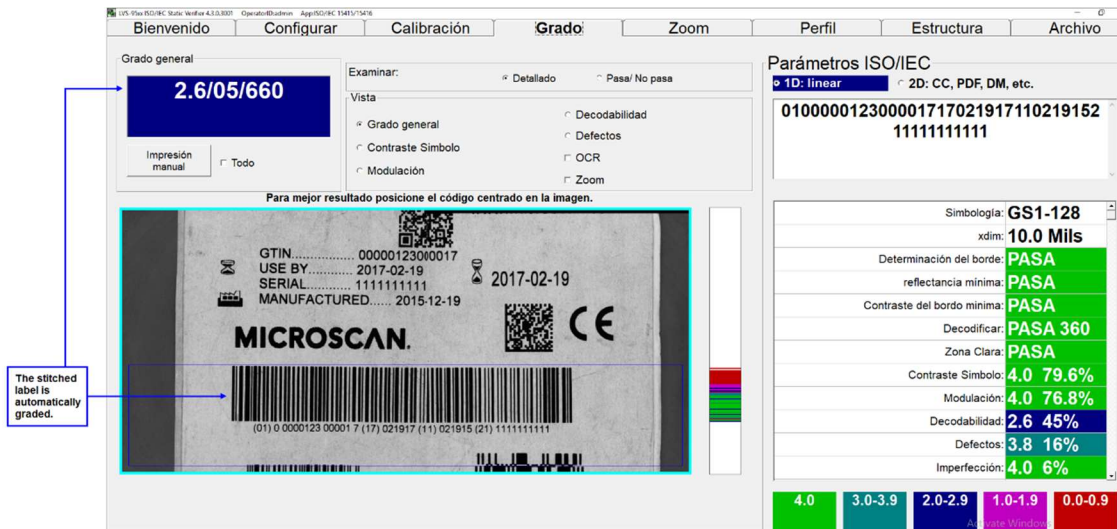 LVS-95xx ISO/IEC Static Verifier 4.3.0.3001 OperatorID:admin App:ISO/IEC 15415/15416
Bienvenido Configurar Calibración Grado Zoom Perfil Estructura Archivo
Grado general
2.6/05/660
Impresión manual
Todo
Examinar:
Detallado
Pasa/ No pasa
Vista
Grado general
Contraste Simbolo
Modulación
Decodabilidad
Defectos
OCR
Zoom
Para mejor resultado posicione el código centrado en la imagen.
GTIN................ 00000123000017
USE BY........... 2017-02-19
SERIAL............ 1111111111
MANUFACTURED...... 2015-12-19
2017-02-19
MICROSCAN.
CE
(01) 0 0000123 00001 7 (17) 021917 (11) 021915 (21) 1111111111
The stitched
label is
automatically
graded.
Parámetros ISO/IEC
1D: linear
2D: CC, PDF, DM, etc.
01000001230000171702191711021915211111111111
Simbología: GS1-128
xdim: 10.0 Mils
Determinación del borde: PASA
reflectancia mínima: PASA
Contraste del bordo minima: PASA
Decodificar: PASA 360
Zona Clara: PASA
Contraste Simbolo: 4.0 79.6%
Modulación: 4.0 76.8%
Decodabilidad: 2.6 45%
Defectos: 3.8 16%
Imperfección: 4.0 6%
4.0 3.0-3.9 2.0-2.9 1.0-1.9 0.0-0.9
Activate Windows